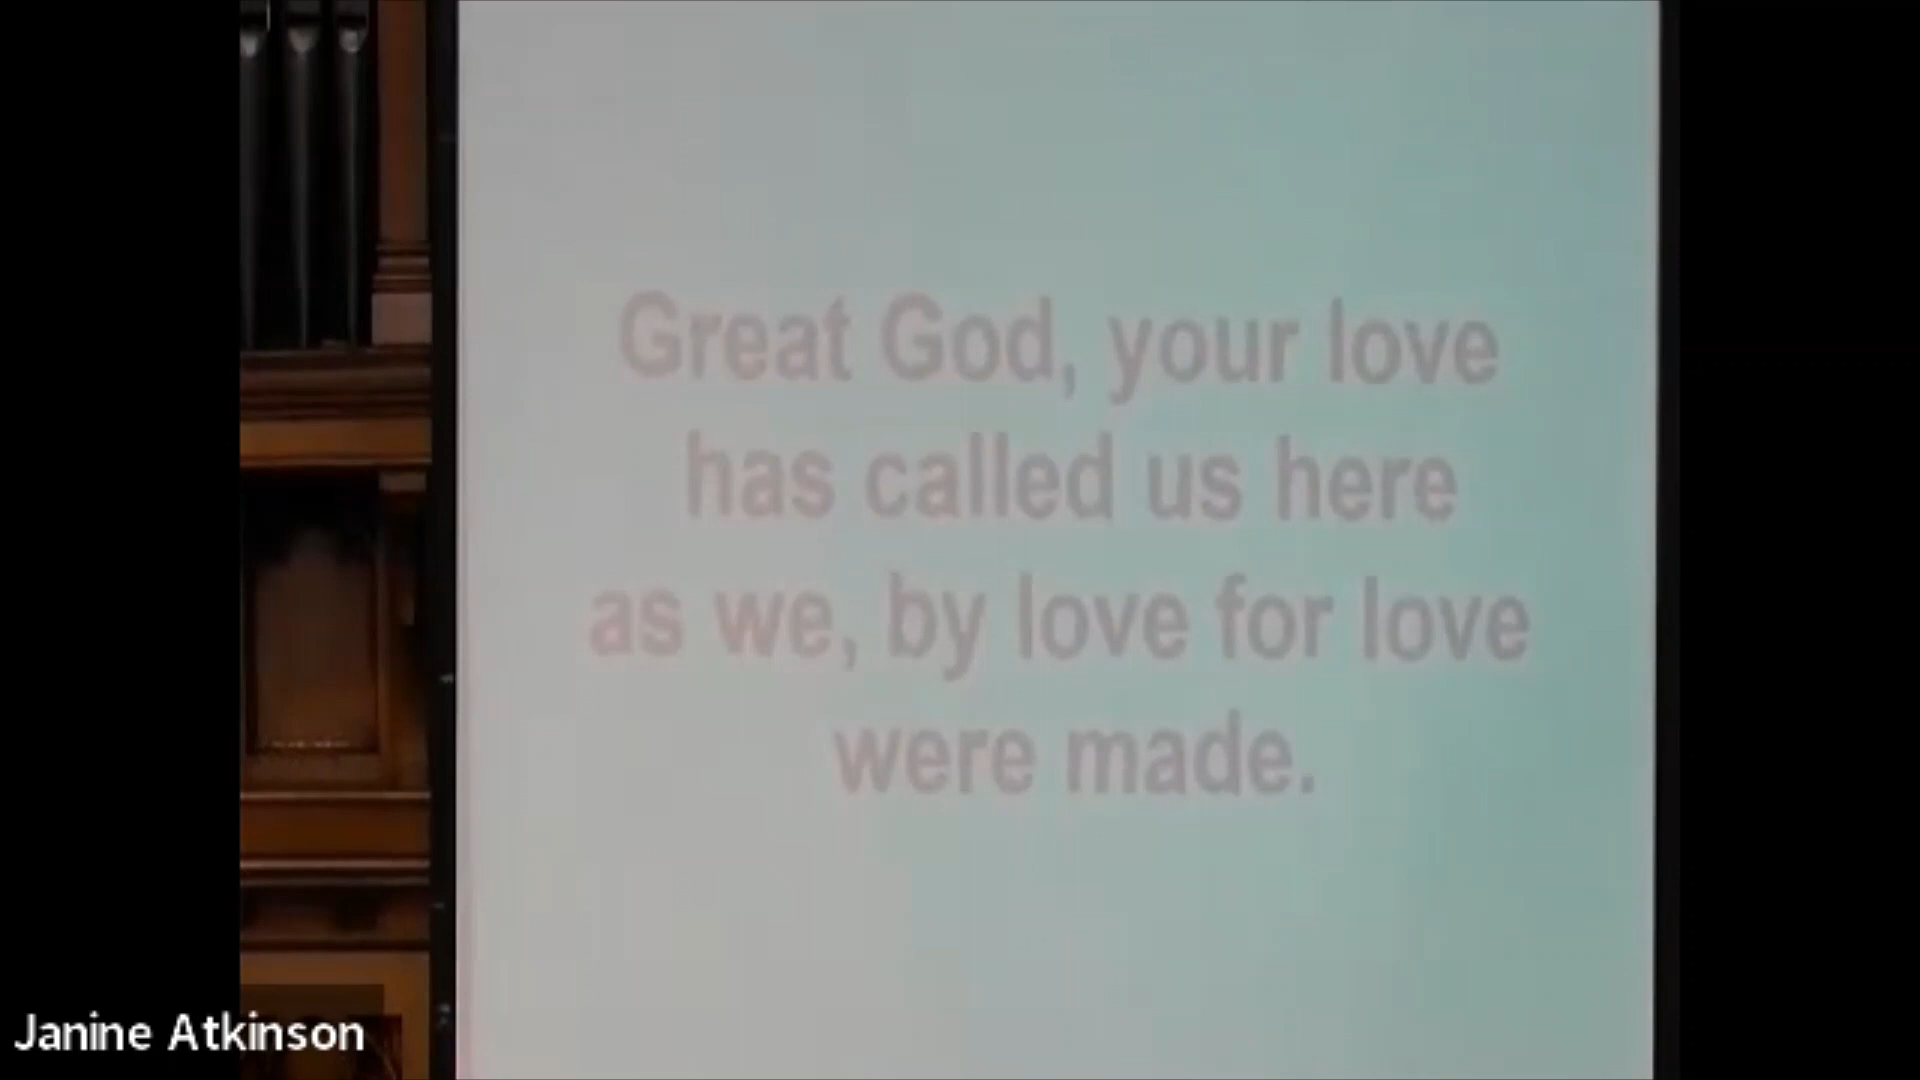 Great God, your love
has called us here
as we, by love for love
were made.
Janine Atkinson